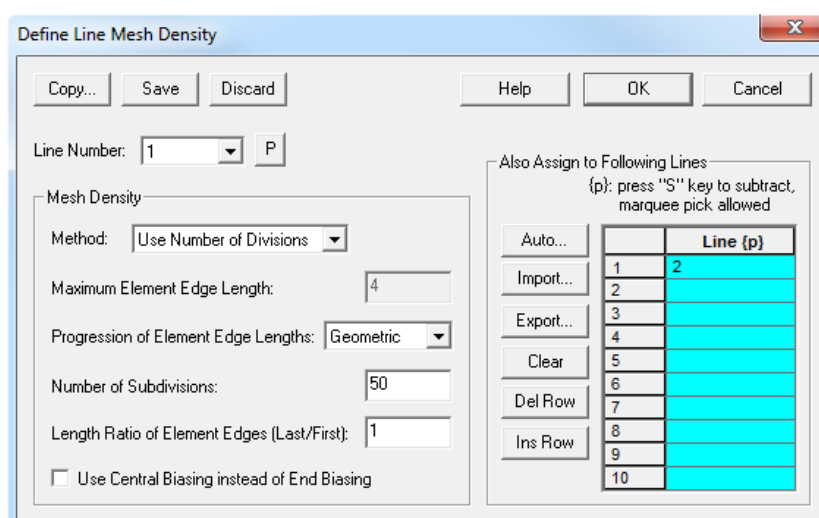 Define Line Mesh Density
Copy... Save Discard Help OK Cancel
Line Number: 1 P
Also Assign to Following Lines
{p}: press "S" key to subtract,
marquee pick allowed
Mesh Density
Method: Use Number of Divisions
Maximum Element Edge Length: 4
Progression of Element Edge Lengths: Geometric
Number of Subdivisions: 50
Length Ratio of Element Edges (Last/First): 1
Use Central Biasing instead of End Biasing
Auto...
Import...
Export...
Clear
Del Row
Ins Row
Line {p}
1 2
2
3
4
5
6
7
8
9
10